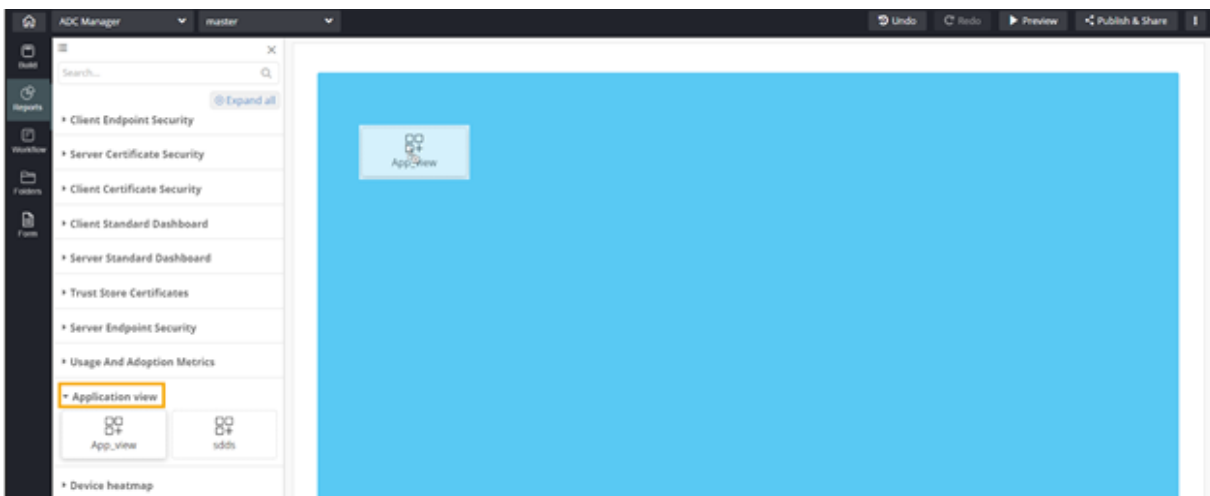 ADC Manager
master
Undo
Redo
Preview
Publish & Share
Build
Reports
Workflow
Folders
Form
Search...
Expand all
Client Endpoint Security
Server Certificate Security
Client Certificate Security
Client Standard Dashboard
Server Standard Dashboard
Trust Store Certificates
Server Endpoint Security
Usage And Adoption Metrics
Application view
App_view
sdds
Device heatmap
App_view